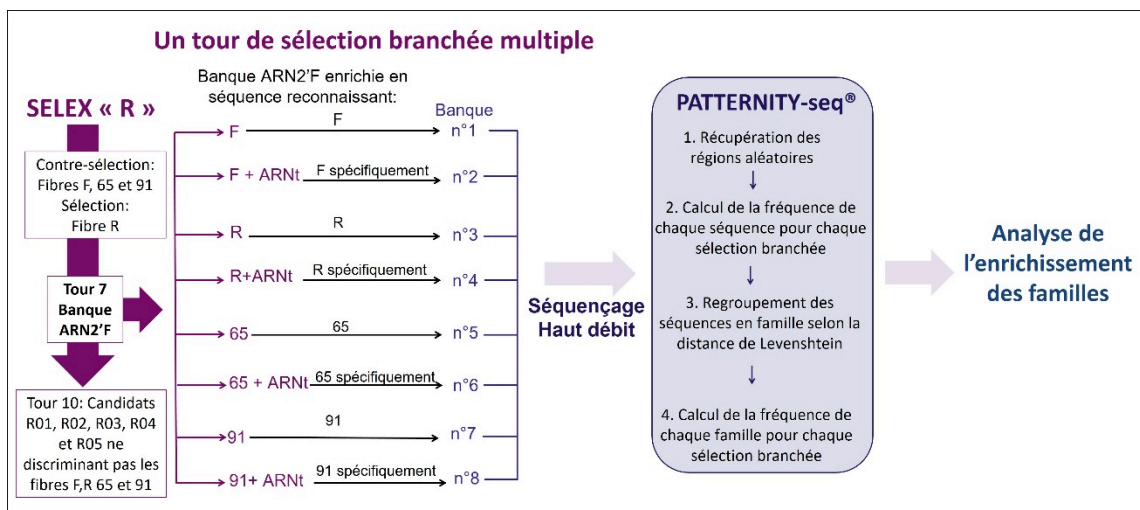 Un tour de sélection branchée multiple
SELEX « R »
Contre-sélection:
Fibres F, 65 et 91
Sélection:
Fibre R
Tour 7
Banque
ARN2'F
Tour 10: Candidats
R01, R02, R03, R04
et R05 ne
discriminant pas les
fibres F,R 65 et 91
Banque ARN2'F enrichie en
séquence reconnaissant:
Banque
F F n°1
F + ARNt F spécifiquement n°2
R R n°3
R+ARNt R spécifiquement n°4
65 65 n°5
65 + ARNt 65 spécifiquement n°6
91 91 n°7
91+ ARNt 91 spécifiquement n°8
Séquençage
Haut débit
PATTERNITY-seq®
1. Récupération des
régions aléatoires
2. Calcul de la fréquence de
chaque séquence pour chaque
sélection branchée
3. Regroupement des
séquences en famille selon la
distance de Levenshtein
4. Calcul de la fréquence de
chaque famille pour chaque
sélection branchée
Analyse de
l'enrichissement
des familles